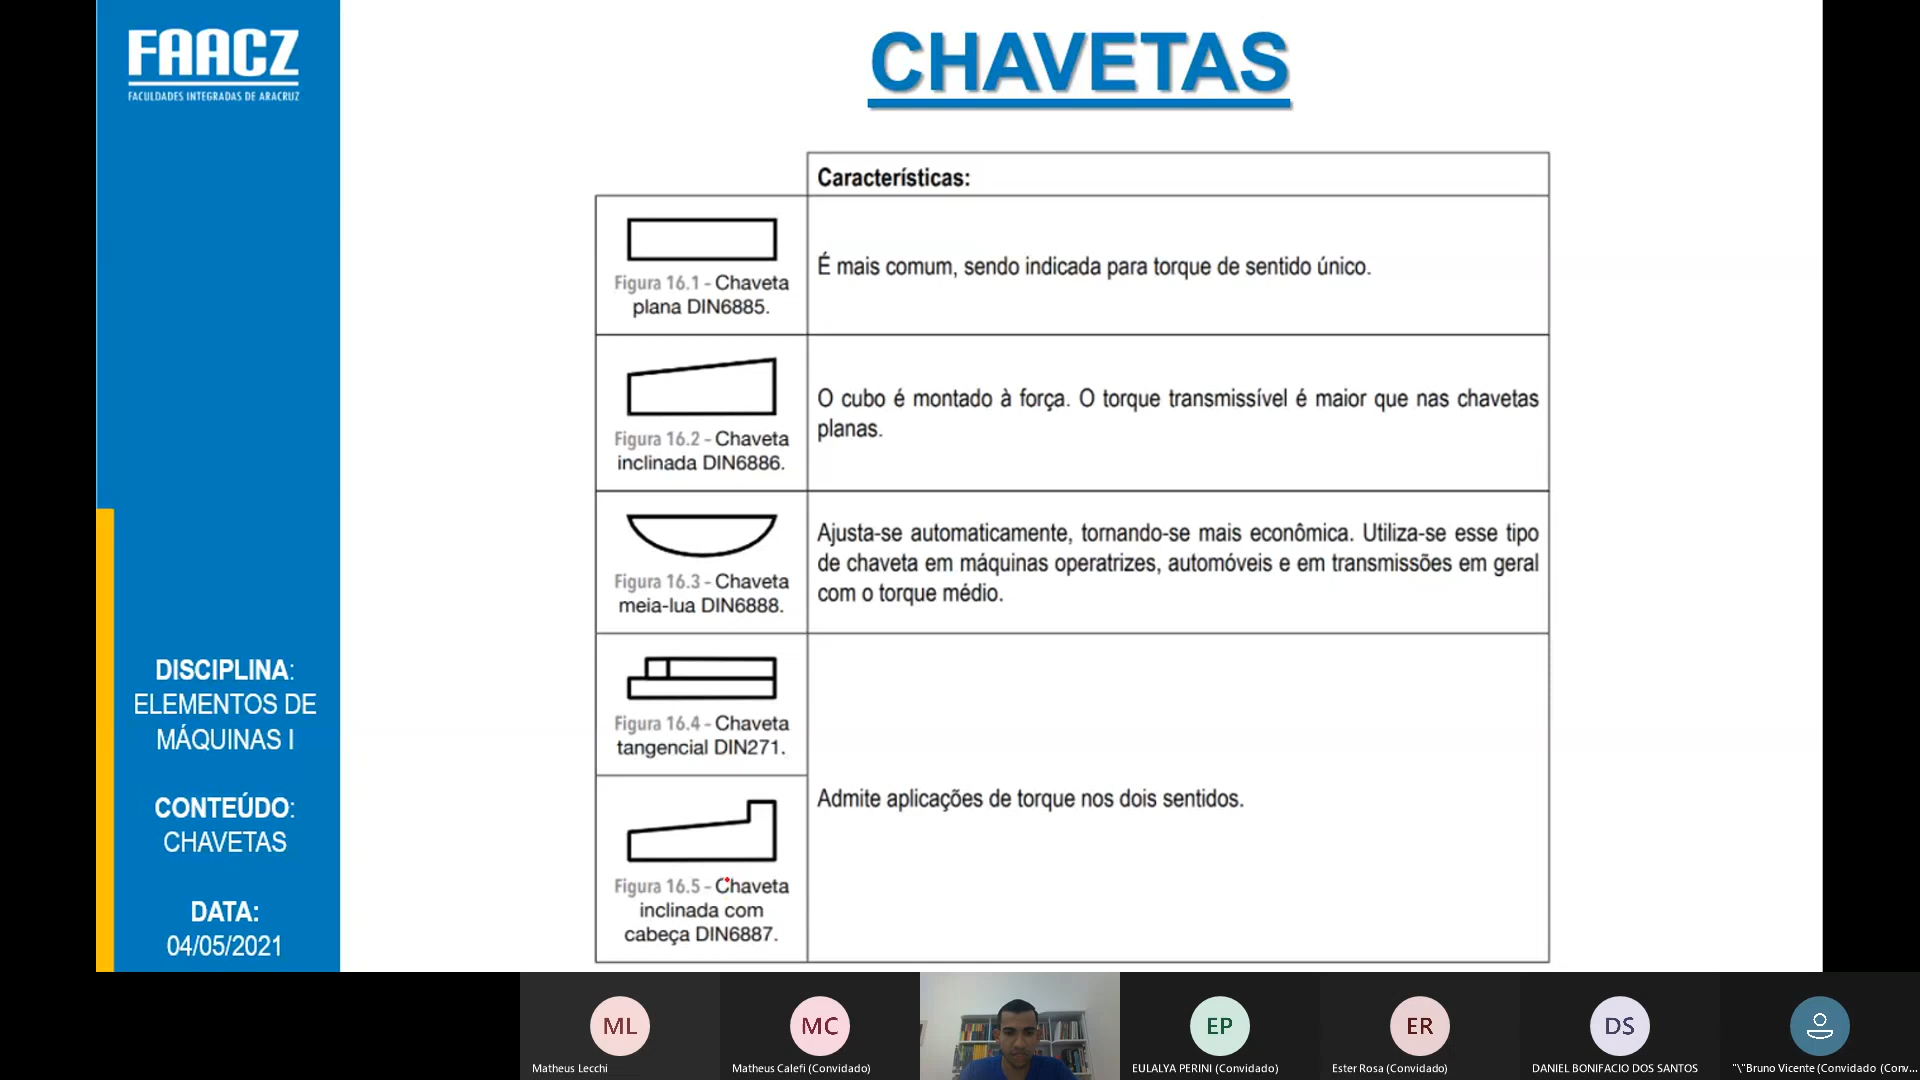 FAACZ
FACULDADES INTEGRADAS DE ARACRUZ
CHAVETAS
Características:
Figura 16.1 - Chaveta
plana DIN6885.
É mais comum, sendo indicada para torque de sentido único.
Figura 16.2 - Chaveta
inclinada DIN6886.
O cubo é montado à força. O torque transmissível é maior que nas chavetas
planas.
Figura 16.3 - Chaveta
meia-lua DIN6888.
Ajusta-se automaticamente, tornando-se mais econômica. Utiliza-se esse tipo
de chaveta em máquinas operatrizes, automóveis e em transmissões em geral
com o torque médio.
Figura 16.4 - Chaveta
tangencial DIN271.
Figura 16.5 - Chaveta
inclinada com
cabeça DIN6887.
Admite aplicações de torque nos dois sentidos.
DISCIPLINA:
ELEMENTOS DE
MÁQUINAS I
CONTEÚDO:
CHAVETAS
DATA:
04/05/2021
ML
Matheus Lecchi
MC
Matheus Calefi (Convidado)
EP
EULALYA PERINI (Convidado)
ER
Ester Rosa (Convidado)
DS
DANIEL BONIFACIO DOS SANTOS
"\"Bruno Vicente (Convidado (Conv...